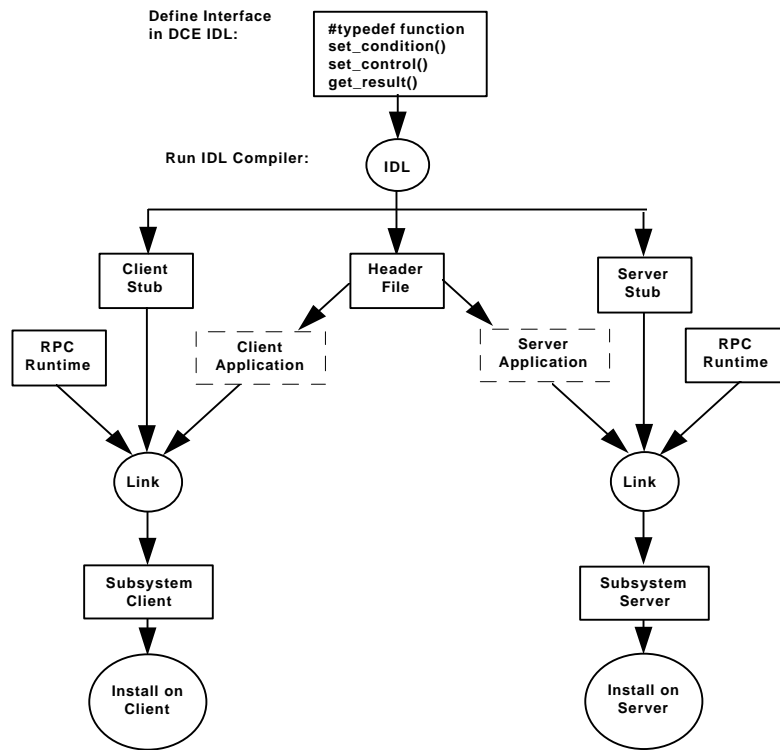 Define Interface
in DCE IDL:
#typedef function
set_condition()
set_control()
get_result()
Run IDL Compiler:
IDL
Client
Stub
Header
File
Server
Stub
RPC
Runtime
Client
Application
Server
Application
RPC
Runtime
Link
Link
Subsystem
Client
Subsystem
Server
Install on
Client
Install on
Server